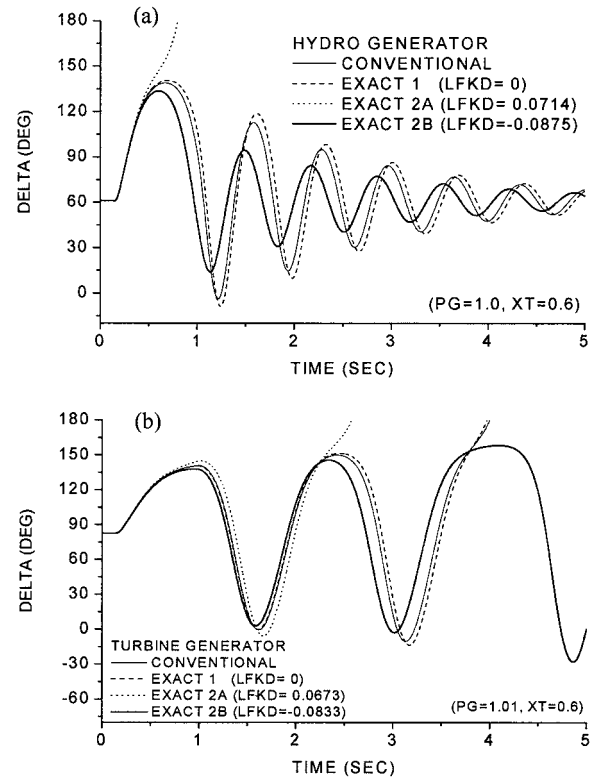 (a)
180
150
120
90
60
30
0
DELTA (DEG)
HYDRO GENERATOR
CONVENTIONAL
EXACT 1 (LFKD= 0)
EXACT 2A (LFKD= 0.0714)
EXACT 2B (LFKD=-0.0875)
(PG=1.0, XT=0.6)
0 1 2 3 4 5
TIME (SEC)
(b)
180
150
120
90
60
30
0
-30
-60
DELTA (DEG)
TURBINE GENERATOR
CONVENTIONAL
EXACT 1 (LFKD= 0)
EXACT 2A (LFKD= 0.0673)
EXACT 2B (LFKD=-0.0833)
(PG=1.01, XT=0.6)
0 1 2 3 4 5
TIME (SEC)